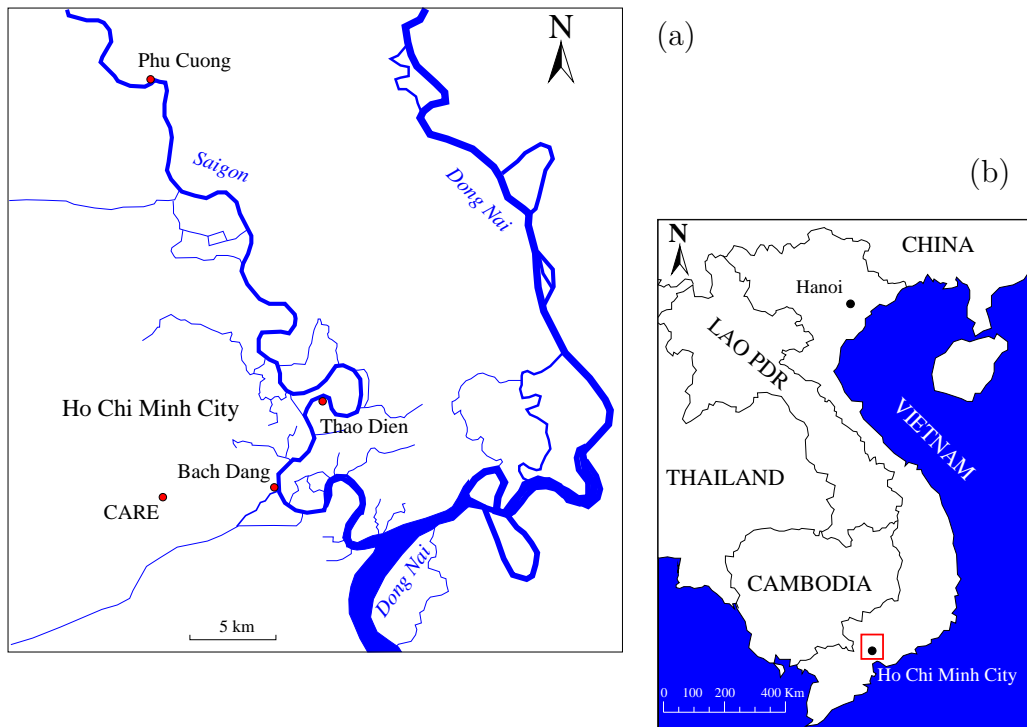 N
(a)
Phu Cuong
Saigon
Dong Nai
Ho Chi Minh City
Thao Dien
Bach Dang
CARE
Dong Nai
5 km
(b)
N
CHINA
Hanoi
LAO PDR
VIETNAM
THAILAND
CAMBODIA
Ho Chi Minh City
0 100 200 400 Km